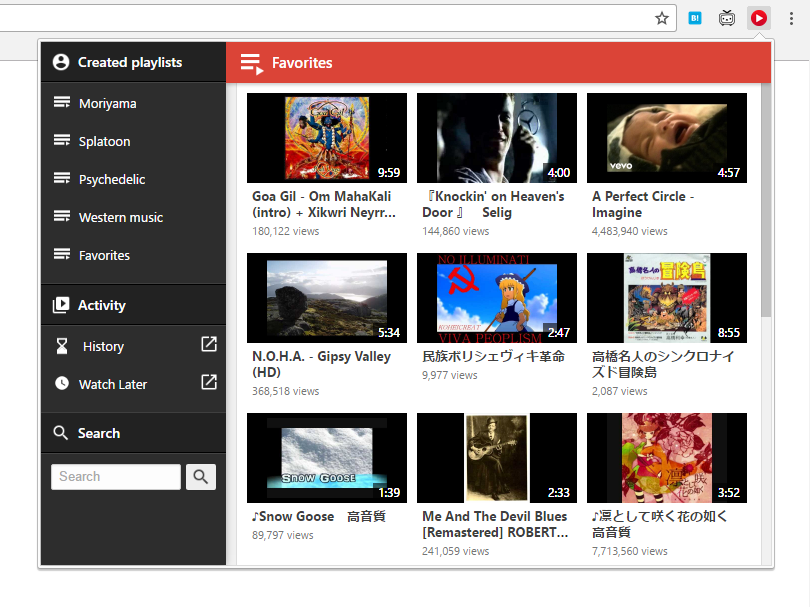 B!
Created playlists
Favorites
Moriyama
Splatoon
Psychedelic
Western music
Favorites
Activity
History
Watch Later
Search
Search
9:59
Goa Gil - Om MahaKali
(intro) + Xikwri Neyrr...
180,122 views
4:00
『Knockin' on Heaven's
Door 』 Selig
144,860 views
vevo
4:57
A Perfect Circle -
Imagine
4,483,940 views
5:34
N.O.H.A. - Gipsy Valley
(HD)
368,518 views
NO ILLUMINATI
ROHBICRAFT
VIVA PEOPLISM
2:47
民族ボリシェヴィキ革命
9,977 views
高橋名人の冒険島
8:55
高橋名人のシンクロナイ
ズド冒険島
2,087 views
SNOW GOOSE
1:39
♪Snow Goose 高音質
89,797 views
2:33
Me And The Devil Blues
[Remastered] ROBERT...
241,059 views
3:52
♪凛として咲く花の如く
高音質
7,713,560 views